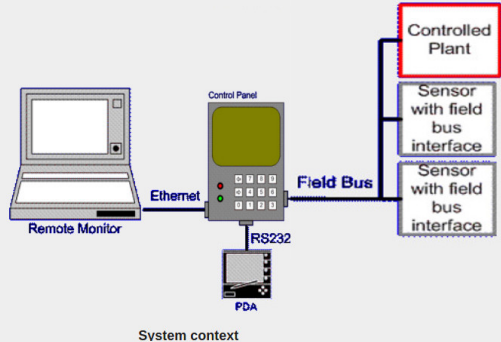 Controlled
Plant
Sensor
with field
bus
interface
Control Panel
Ethernet
Field Bus
Sensor
with field
bus
interface
Remote Monitor
RS232
PDA
System context